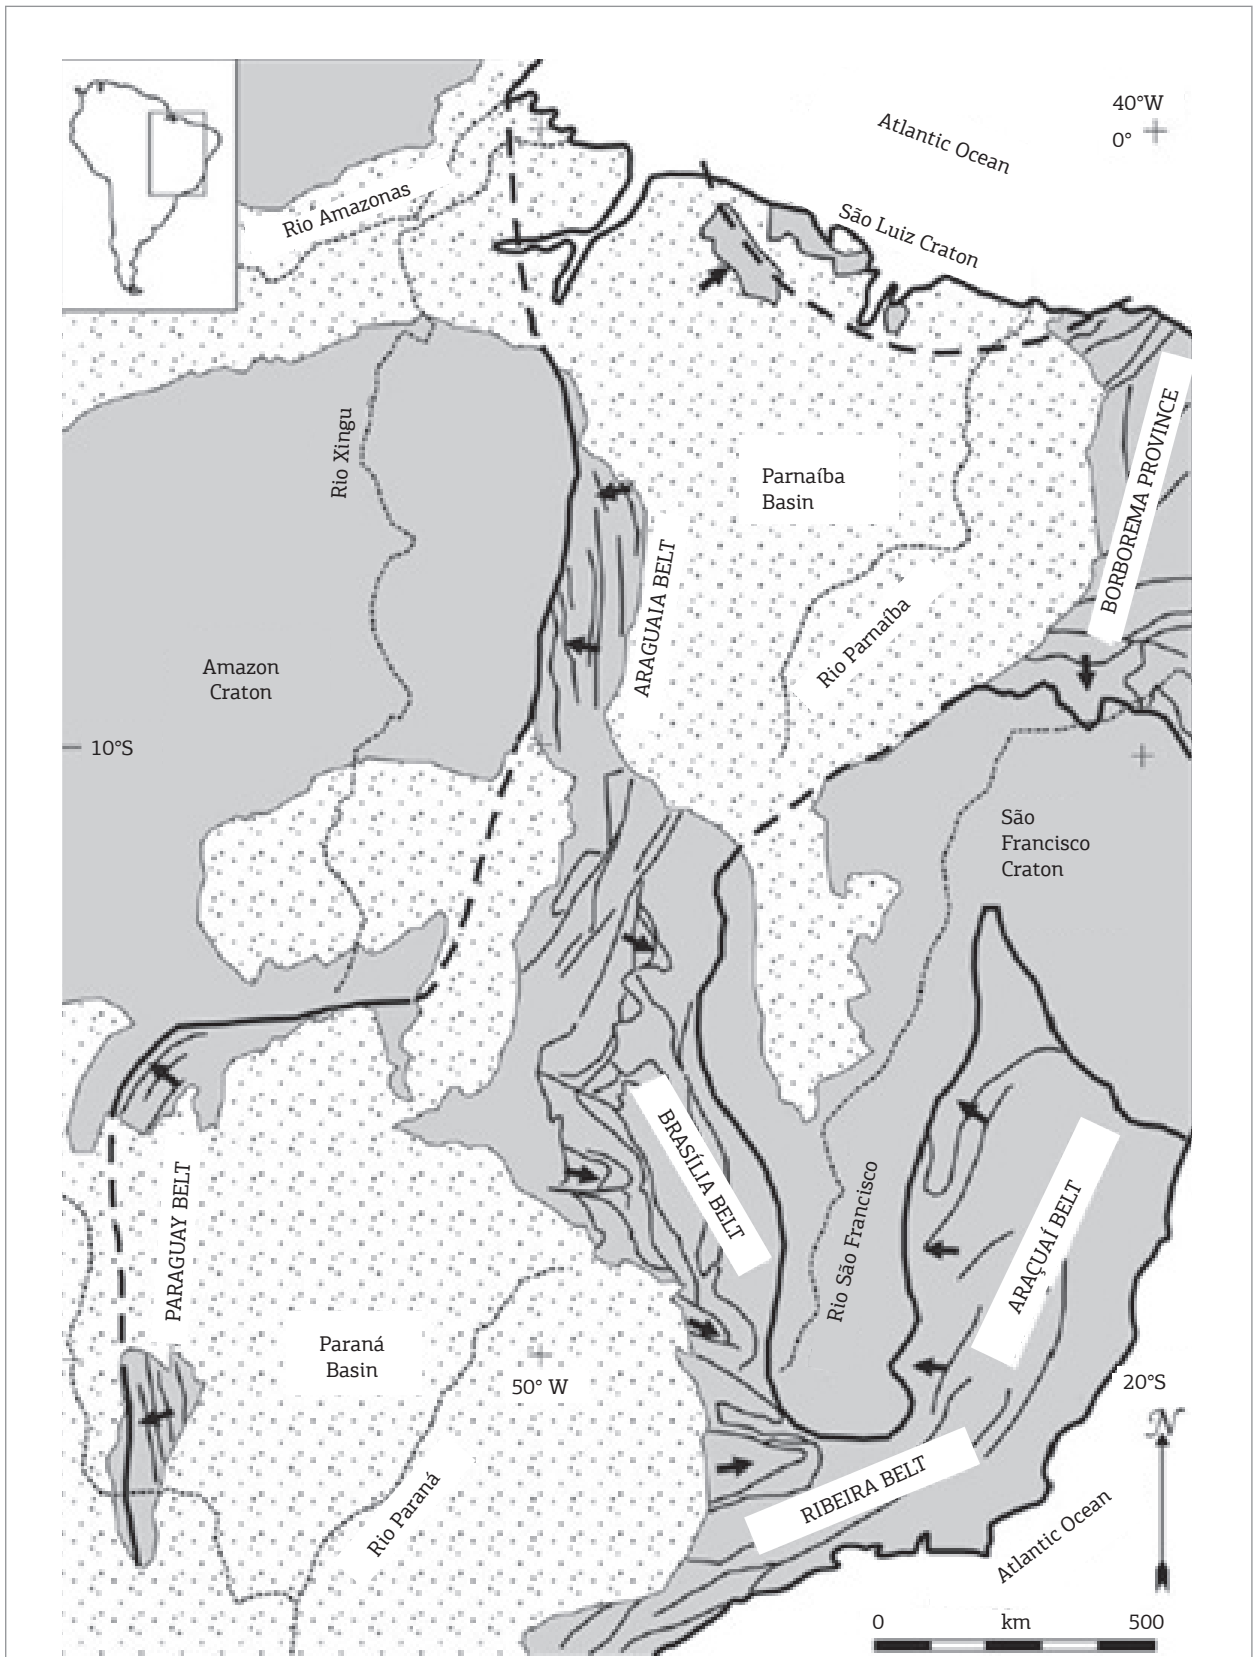 40°W
0°
Atlantic Ocean
Rio Amazonas
São Luiz Craton
Rio Xingu
Parnaíba
Basin
BORBOREMA PROVINCE
ARAGUAIA BELT
Rio Parnaíba
Amazon
Craton
10°S
São
Francisco
Craton
BRASÍLIA BELT
PARAGUAY BELT
Rio São Francisco
ARAÇUAÍ BELT
Paraná
Basin
50° W
20°S
N
Rio Paraná
RIBEIRA BELT
Atlantic Ocean
0 km 500